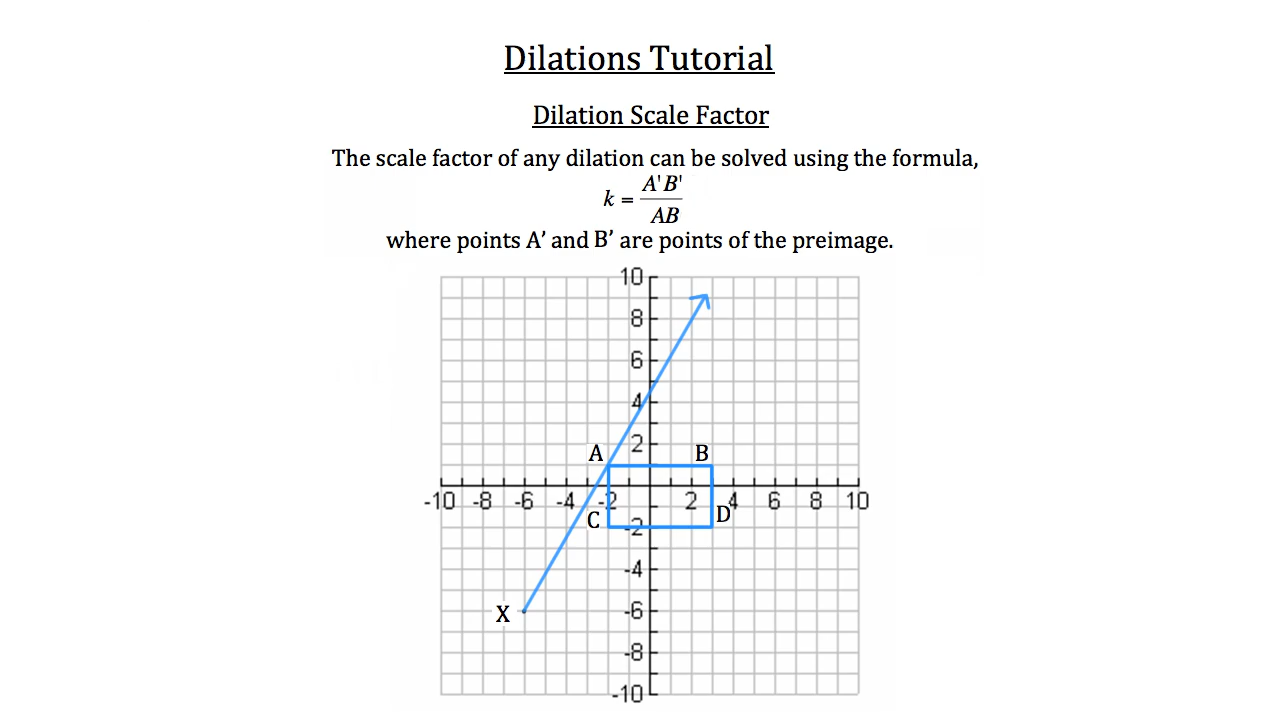 Dilations Tutorial
Dilation Scale Factor
The scale factor of any dilation can be solved using the formula,
k = A'B' / AB
where points A’ and B’ are points of the preimage.
10
8
6
4
A 2 B
-10 -8 -6 -4 -2 2 4 6 8 10
C -2 D
-4
X -6
-8
-10